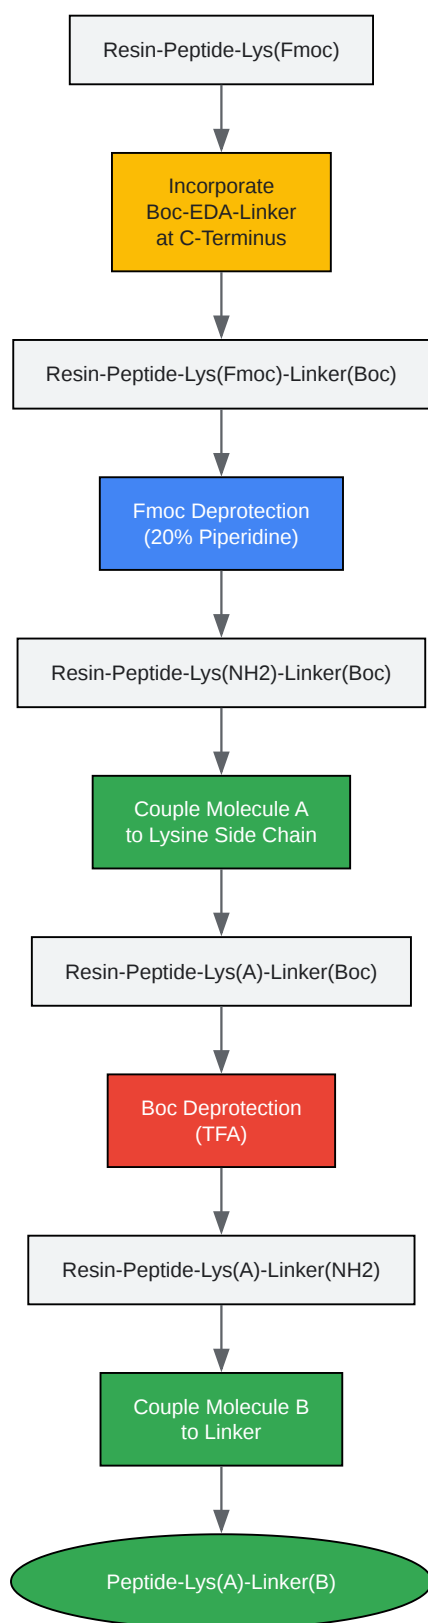 Resin-Peptide-Lys(Fmoc)
Incorporate
Boc-EDA-Linker
at C-Terminus
Resin-Peptide-Lys(Fmoc)-Linker(Boc)
Fmoc Deprotection
(20% Piperidine)
Resin-Peptide-Lys(NH2)-Linker(Boc)
Couple Molecule A
to Lysine Side Chain
Resin-Peptide-Lys(A)-Linker(Boc)
Boc Deprotection
(TFA)
Resin-Peptide-Lys(A)-Linker(NH2)
Couple Molecule B
to Linker
Peptide-Lys(A)-Linker(B)